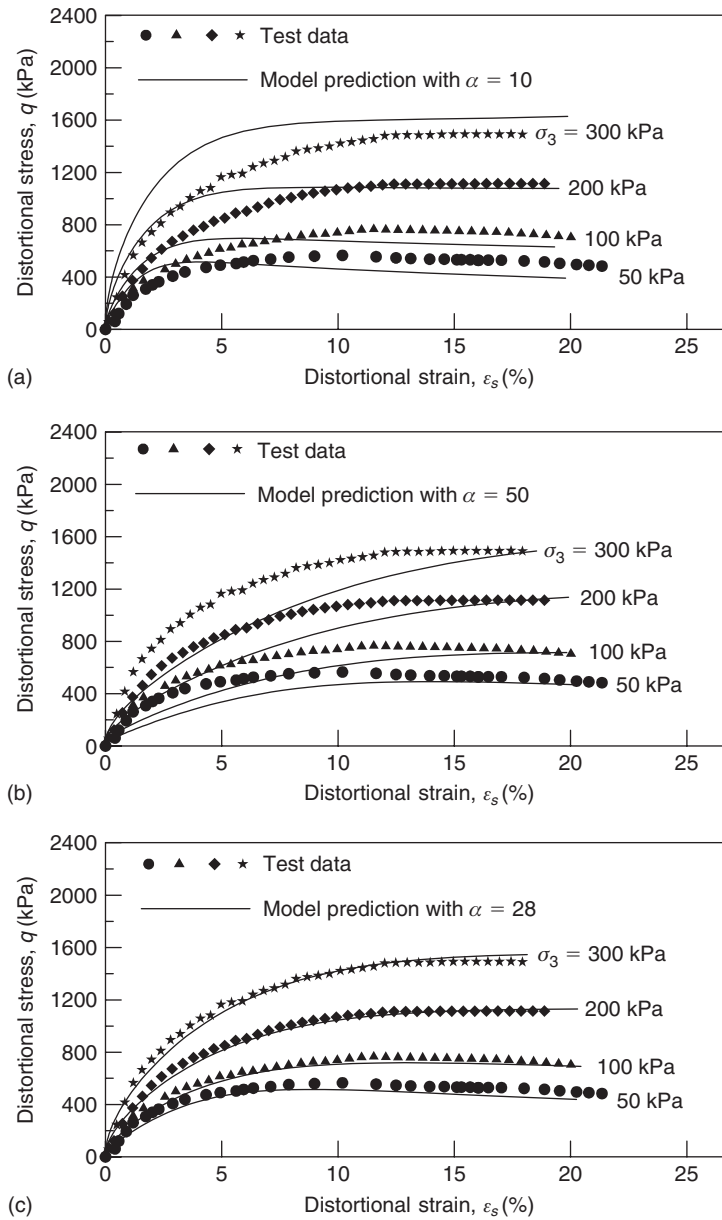 2400
2000
1600
1200
800
400
0
Distortional stress, q (kPa)
Test data
Model prediction with α = 10
σ3 = 300 kPa
200 kPa
100 kPa
50 kPa
0 5 10 15 20 25
(a) Distortional strain, εs (%)
2400
2000
1600
1200
800
400
0
Distortional stress, q (kPa)
Test data
Model prediction with α = 50
σ3 = 300 kPa
200 kPa
100 kPa
50 kPa
0 5 10 15 20 25
(b) Distortional strain, εs (%)
2400
2000
1600
1200
800
400
0
Distortional stress, q (kPa)
Test data
Model prediction with α = 28
σ3 = 300 kPa
200 kPa
100 kPa
50 kPa
0 5 10 15 20 25
(c) Distortional strain, εs (%)